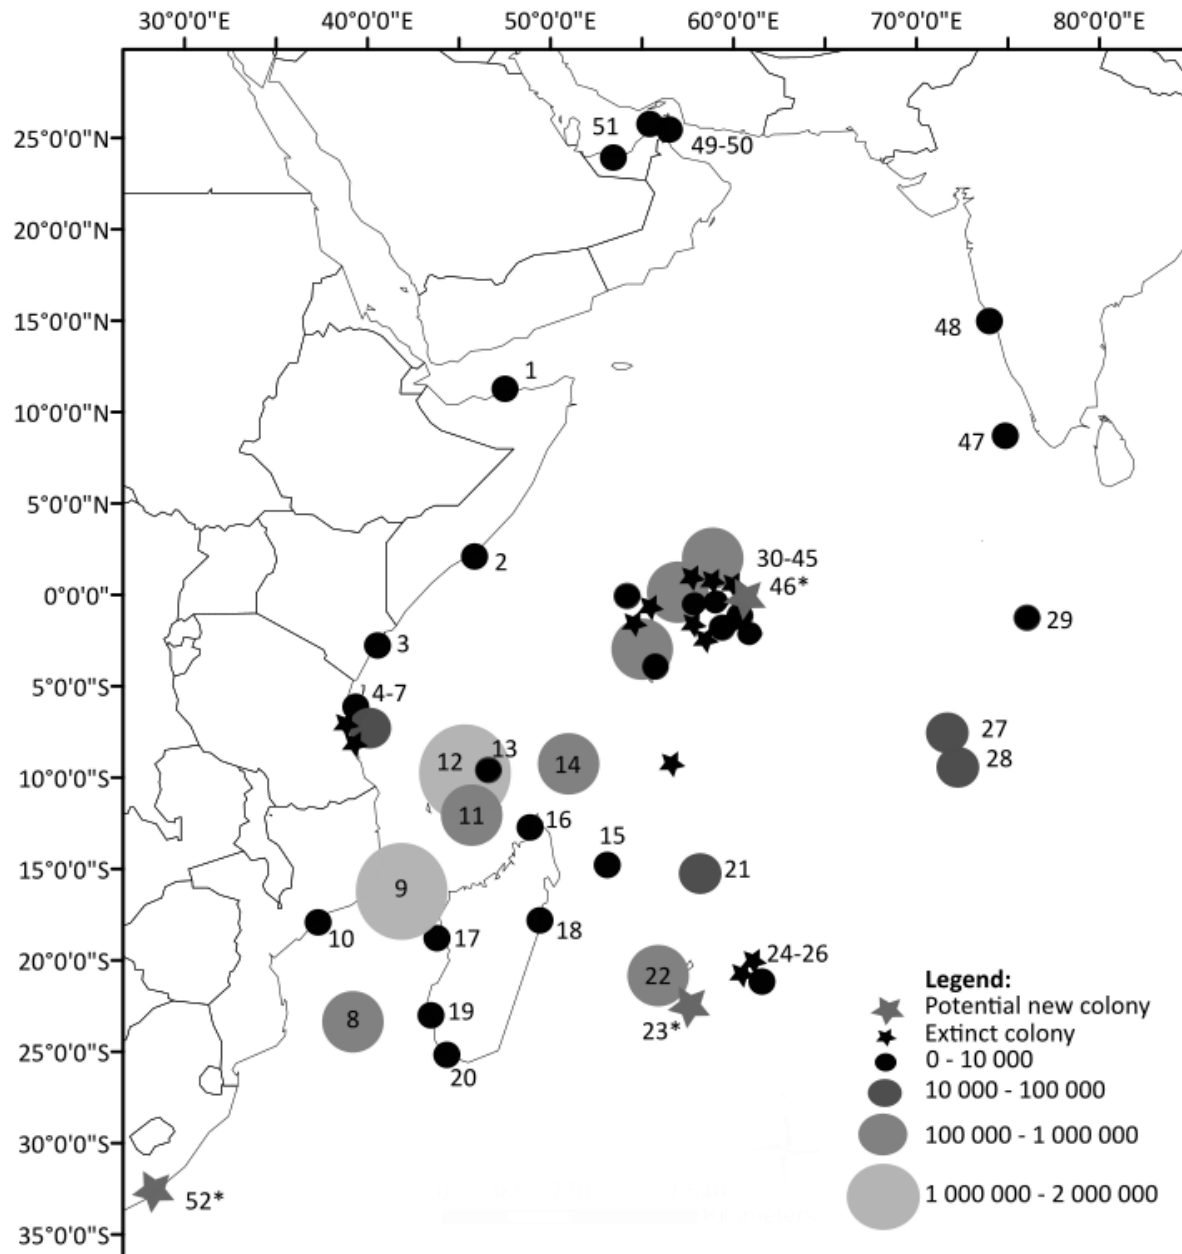 30°0'0"E 40°0'0"E 50°0'0"E 60°0'0"E 70°0'0"E 80°0'0"E
25°0'0"N
51
49-50
20°0'0"N
15°0'0"N
48
1
10°0'0"N
47
5°0'0"N
2
30-45
46*
0°0'0"
29
3
5°0'0"S
4-7
27
28
12
13
14
10°0'0"S
11
16
15
15°0'0"S
21
9
10
17
18
20°0'0"S
24-26
22
23*
8
19
20
25°0'0"S
30°0'0"S
52*
35°0'0"S
Legend:
Potential new colony
Extinct colony
0 - 10 000
10 000 - 100 000
100 000 - 1 000 000
1 000 000 - 2 000 000